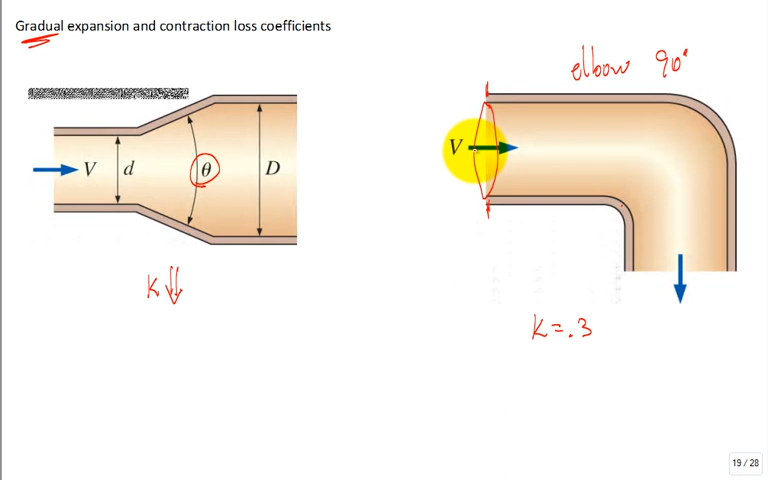 Gradual expansion and contraction loss coefficients
elbow 90°
V
d
θ
D
V
K
K = .3
19 / 28